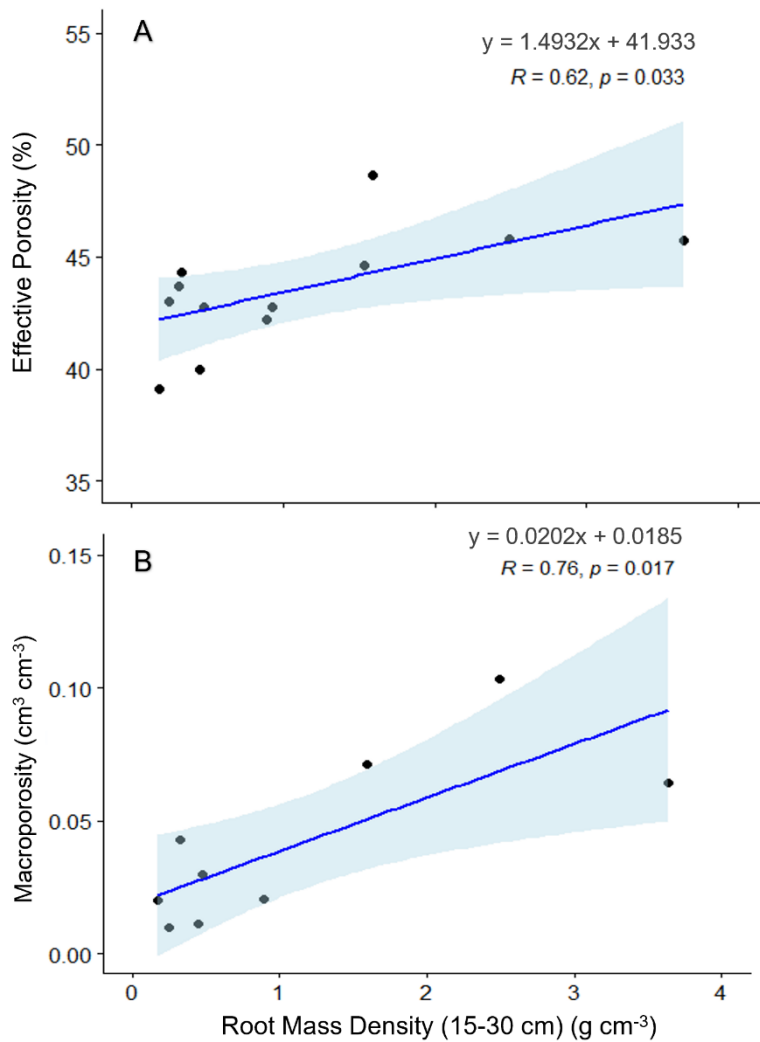 A
y = 1.4932x + 41.933
R = 0.62, p = 0.033
Effective Porosity (%)
55
50
45
40
35
B
y = 0.0202x + 0.0185
R = 0.76, p = 0.017
Macroporosity (cm³ cm⁻³)
0.15
0.10
0.05
0.00
0 1 2 3 4
Root Mass Density (15-30 cm) (g cm⁻³)